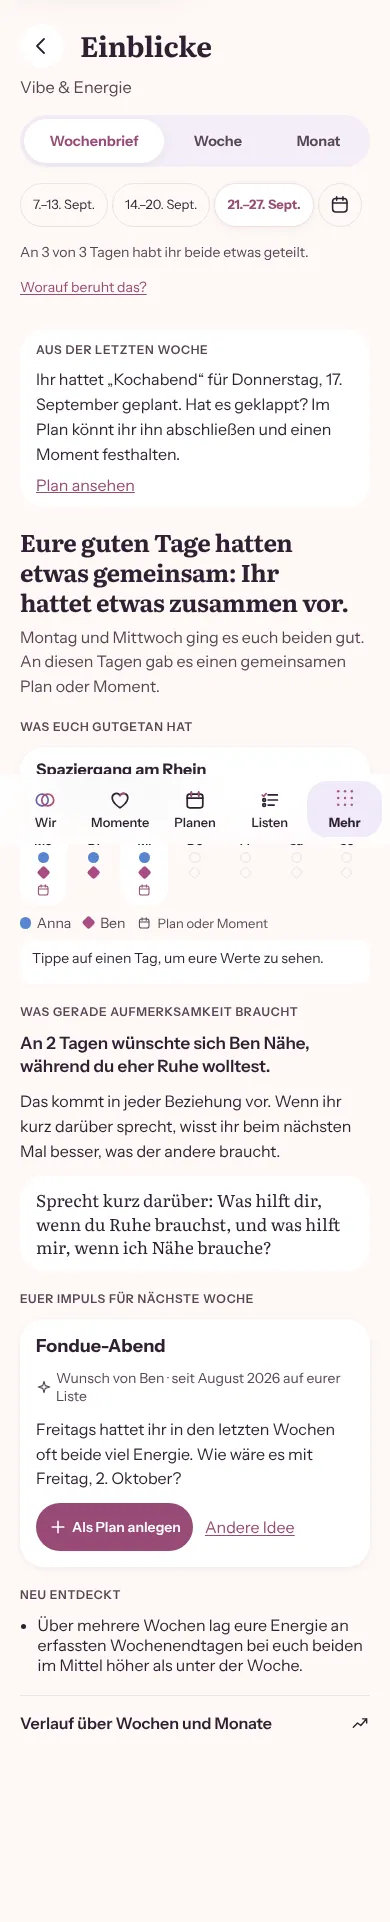 Einblicke
Vibe & Energie
Wochenbrief
Woche
Monat
7.–13. Sept.
14.–20. Sept.
21.–27. Sept.
An 3 von 3 Tagen habt ihr beide etwas geteilt.
Worauf beruht das?
AUS DER LETZTEN WOCHE
Ihr hattet „Kochabend“ für Donnerstag, 17.
September geplant. Hat es geklappt? Im
Plan könnt ihr ihn abschließen und einen
Moment festhalten.
Plan ansehen
Eure guten Tage hatten
etwas gemeinsam: Ihr
hattet etwas zusammen vor.
Montag und Mittwoch ging es euch beiden gut.
An diesen Tagen gab es einen gemeinsamen
Plan oder Moment.
WAS EUCH GUTGETAN HAT
Spaziergang am Rhein
Wir
Momente
Planen
Listen
Mehr
Anna
Ben
Plan oder Moment
Tippe auf einen Tag, um eure Werte zu sehen.
WAS GERADE AUFMERKSAMKEIT BRAUCHT
An 2 Tagen wünschte sich Ben Nähe,
während du eher Ruhe wolltest.
Das kommt in jeder Beziehung vor. Wenn ihr
kurz darüber sprecht, wisst ihr beim nächsten
Mal besser, was der andere braucht.
Sprecht kurz darüber: Was hilft dir,
wenn du Ruhe brauchst, und was hilft
mir, wenn ich Nähe brauche?
EUER IMPULS FÜR NÄCHSTE WOCHE
Fondue-Abend
Wunsch von Ben · seit August 2026 auf eurer
Liste
Freitags hattet ihr in den letzten Wochen
oft beide viel Energie. Wie wäre es mit
Freitag, 2. Oktober?
Als Plan anlegen
Andere Idee
NEU ENTDECKT
• Über mehrere Wochen lag eure Energie an
erfassten Wochenendtagen bei euch beiden
im Mittel höher als unter der Woche.
Verlauf über Wochen und Monate